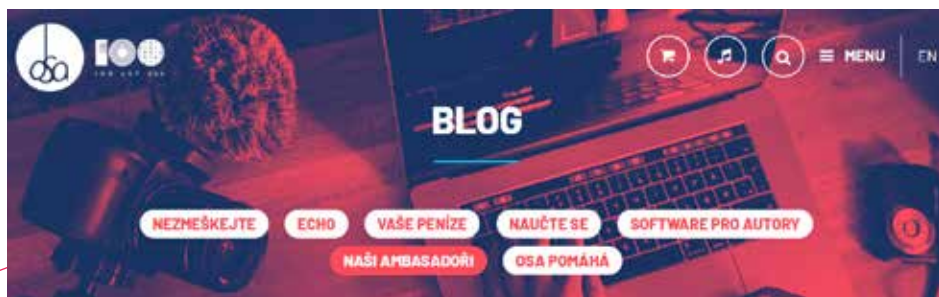 osa 100
MENU EN
BLOG
NEZMEŠKEJTE ECHO VAŠE PENÍZE NAUČTE SE SOFTWARE PRO AUTORY
NAŠI AMBASADOŘI OSA POMÁHÁ